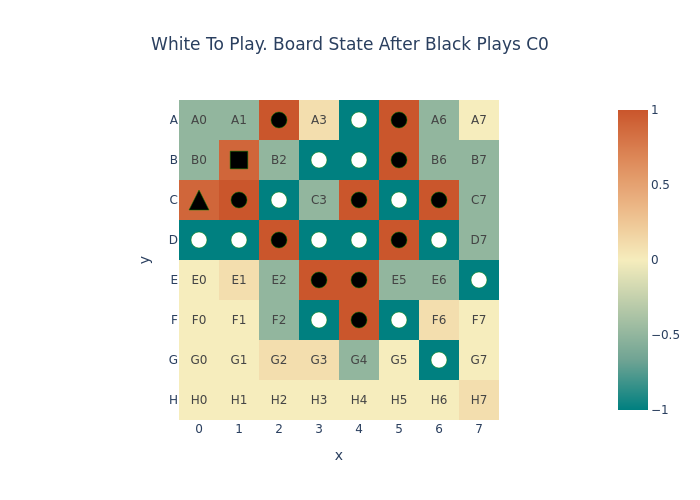 White To Play. Board State After Black Plays C0
A A0 A1 A3 A6 A7
B B0 B2 B6 B7
C C3 C7
D D7
E E0 E1 E2 E5 E6
F F0 F1 F2 F6 F7
G G0 G1 G2 G3 G4 G5 G7
H H0 H1 H2 H3 H4 H5 H6 H7
0 1 2 3 4 5 6 7
x
y
1
0.5
0
−0.5
−1